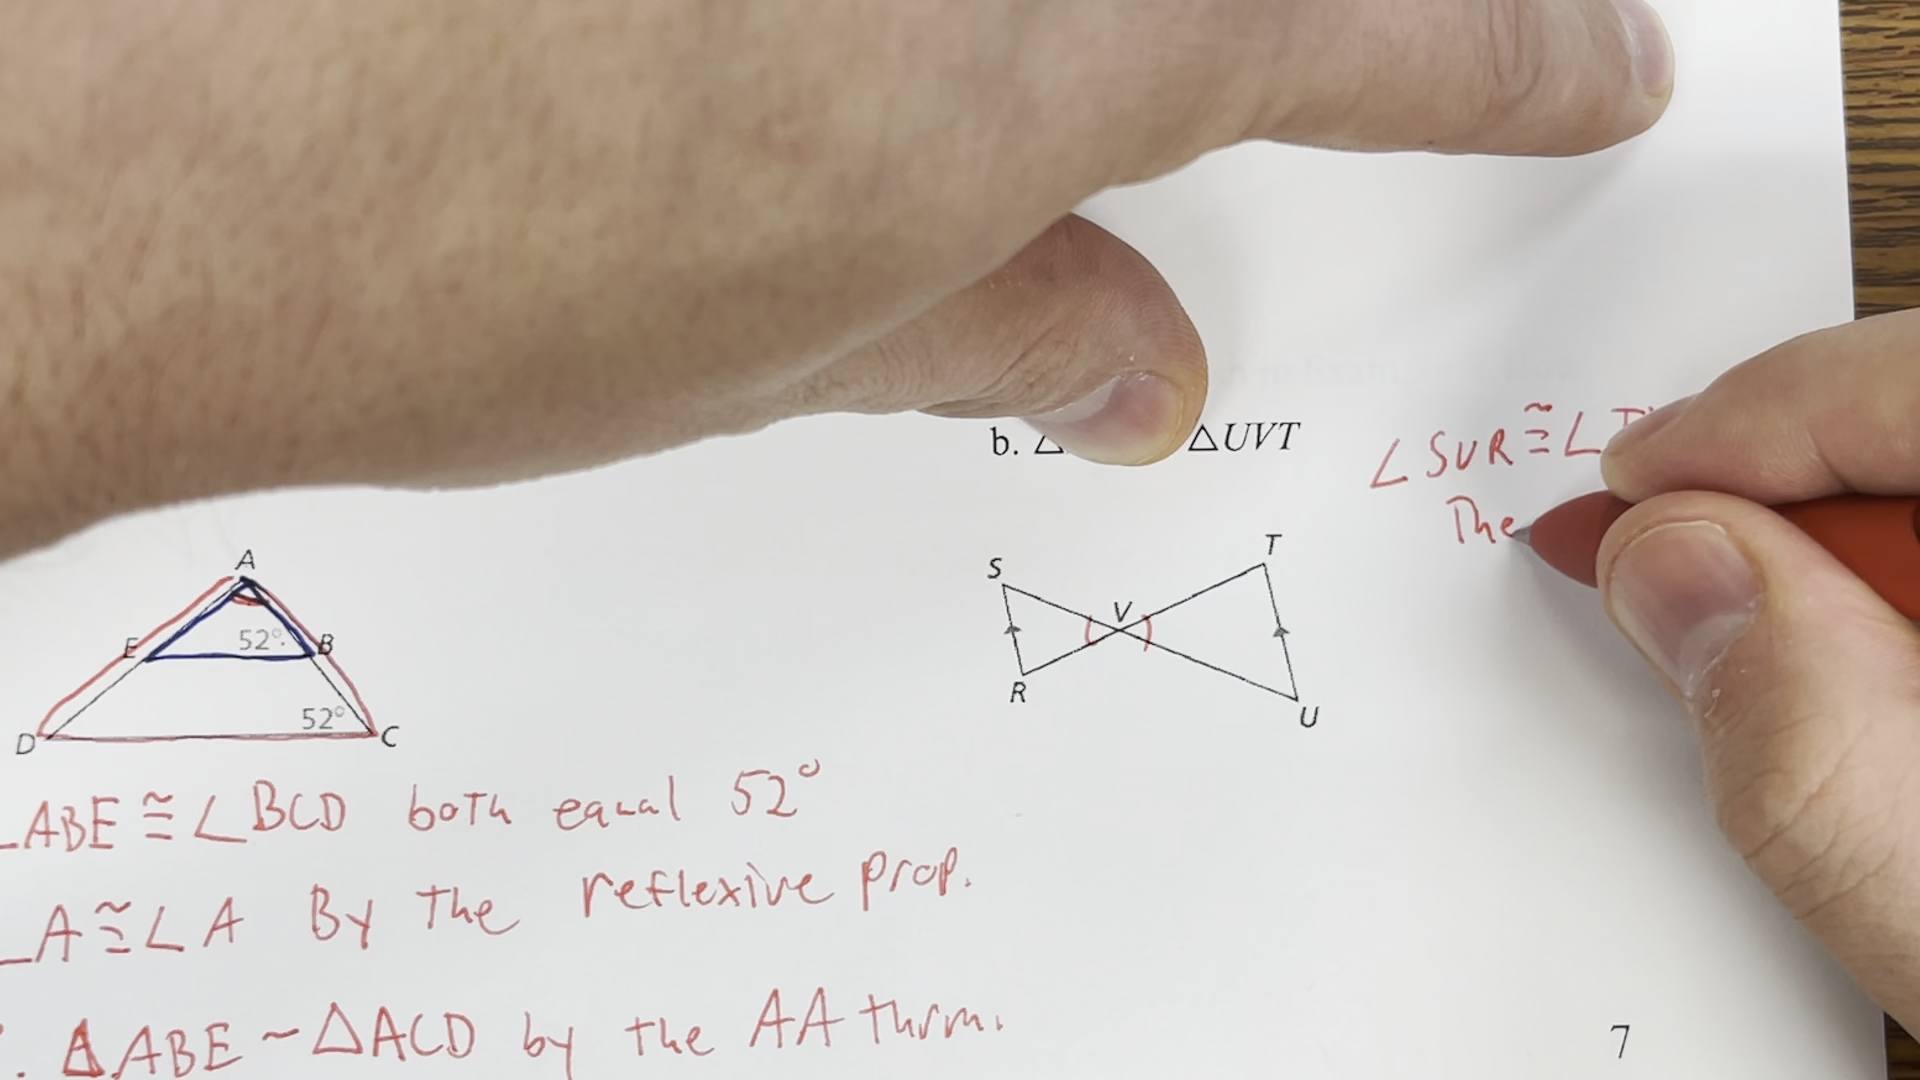 b. △ △UVT
∠SVR ≅ ∠
The
S
T
V
R
U
A
E
52°
B
52°
D
C
∠ABE ≅ ∠BCD both equal 52°
∠A ≅ ∠A By the reflexive prop.
∆ABE ~ ∆ACD by the AA thrm.
7